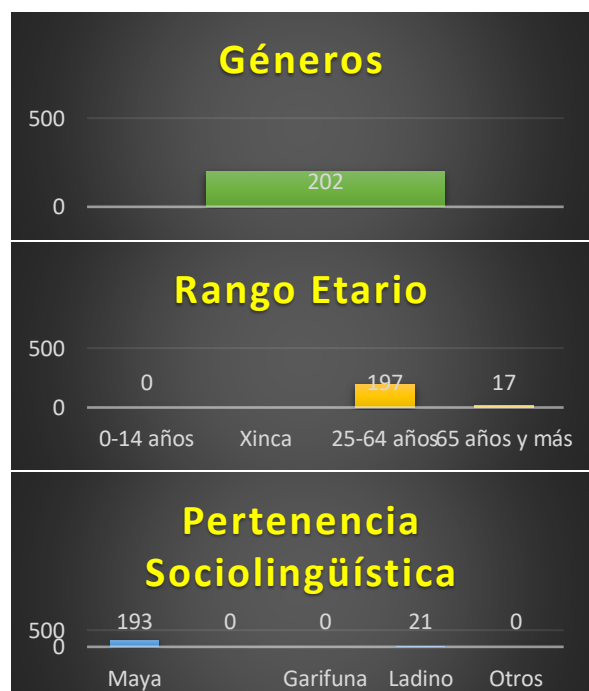 Géneros
500
202
0
Rango Etario
500
0 197 17
0
0-14 años Xinca 25-64 años 65 años y más
Pertenencia
Sociolingüística
193 0 0 21 0
500
0
Maya Garifuna Ladino Otros